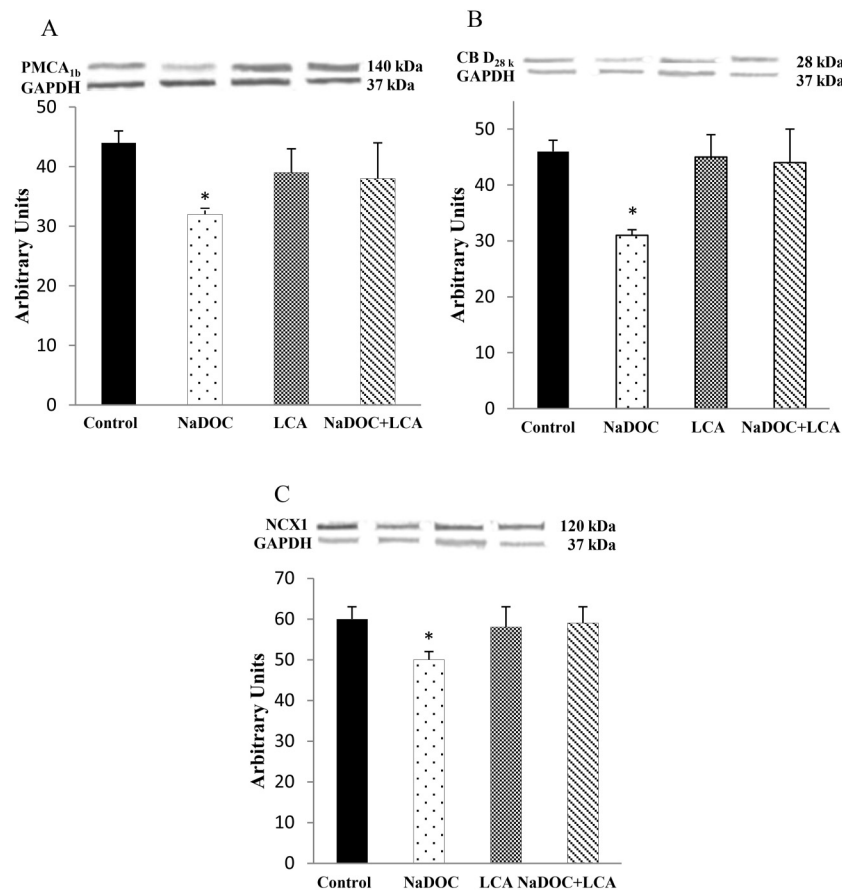 A
PMCA1b 140 kDa
GAPDH 37 kDa
50
40
30
20
10
0
Arbitrary Units
*
Control NaDOC LCA NaDOC+LCA
B
CB D28 k 28 kDa
GAPDH 37 kDa
50
40
30
20
10
0
Arbitrary Units
*
Control NaDOC LCA NaDOC+LCA
C
NCX1 120 kDa
GAPDH 37 kDa
70
60
50
40
30
20
10
0
Arbitrary Units
*
Control NaDOC LCA NaDOC+LCA